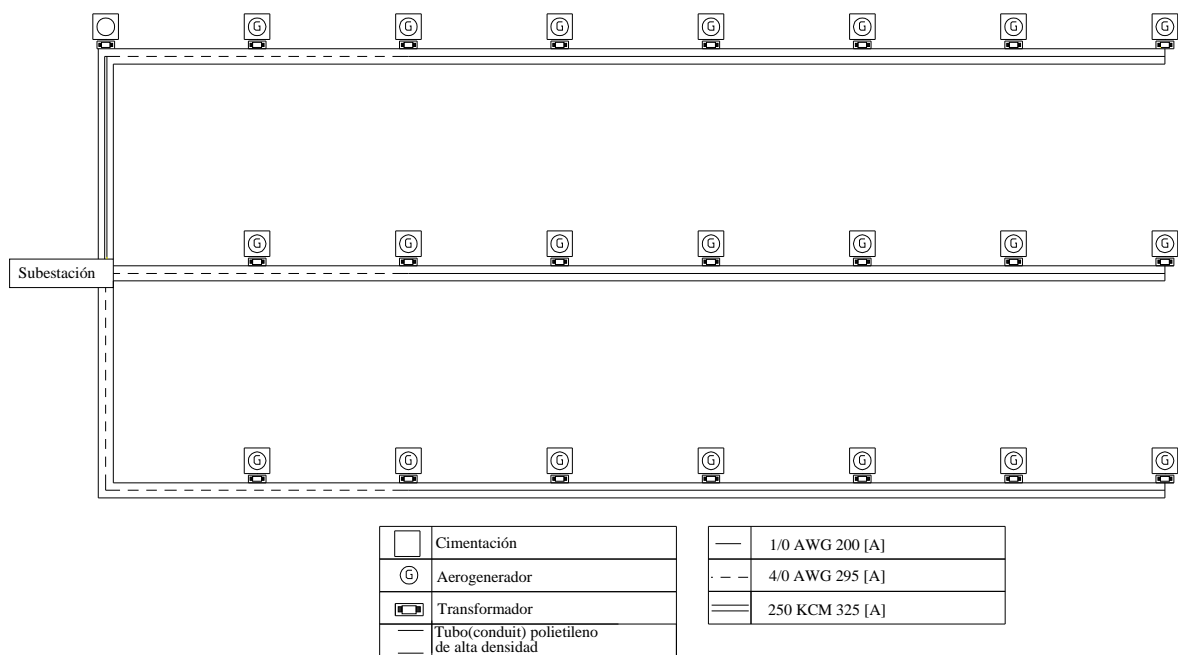 G G G G G G G
G G G G G G G
Subestación
G G G G G G G
Cimentación
G Aerogenerador
Transformador
Tubo(conduit) polietileno
de alta densidad
1/0 AWG 200 [A]
4/0 AWG 295 [A]
250 KCM 325 [A]